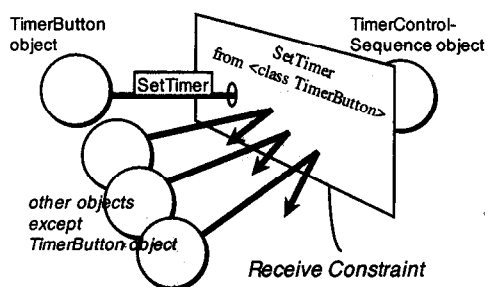 TimerButton
object
TimerControl-
Sequence object
SetTimer
from <class TimerButton>
SetTimer
other objects
except
TimerButton object
Receive Constraint